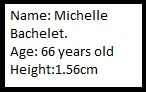 Name: Michelle
Bachelet.
Age: 66 years old
Height:1.56cm